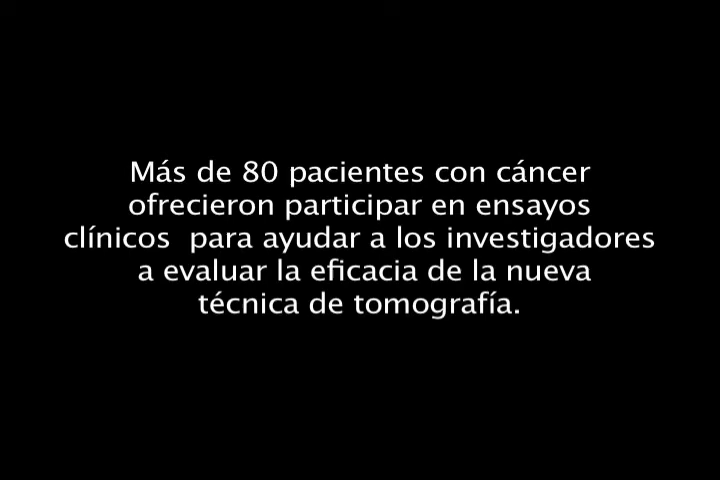 Más de 80 pacientes con cáncer
ofrecieron participar en ensayos
clínicos  para ayudar a los investigadores
a evaluar la eficacia de la nueva
técnica de tomografía.